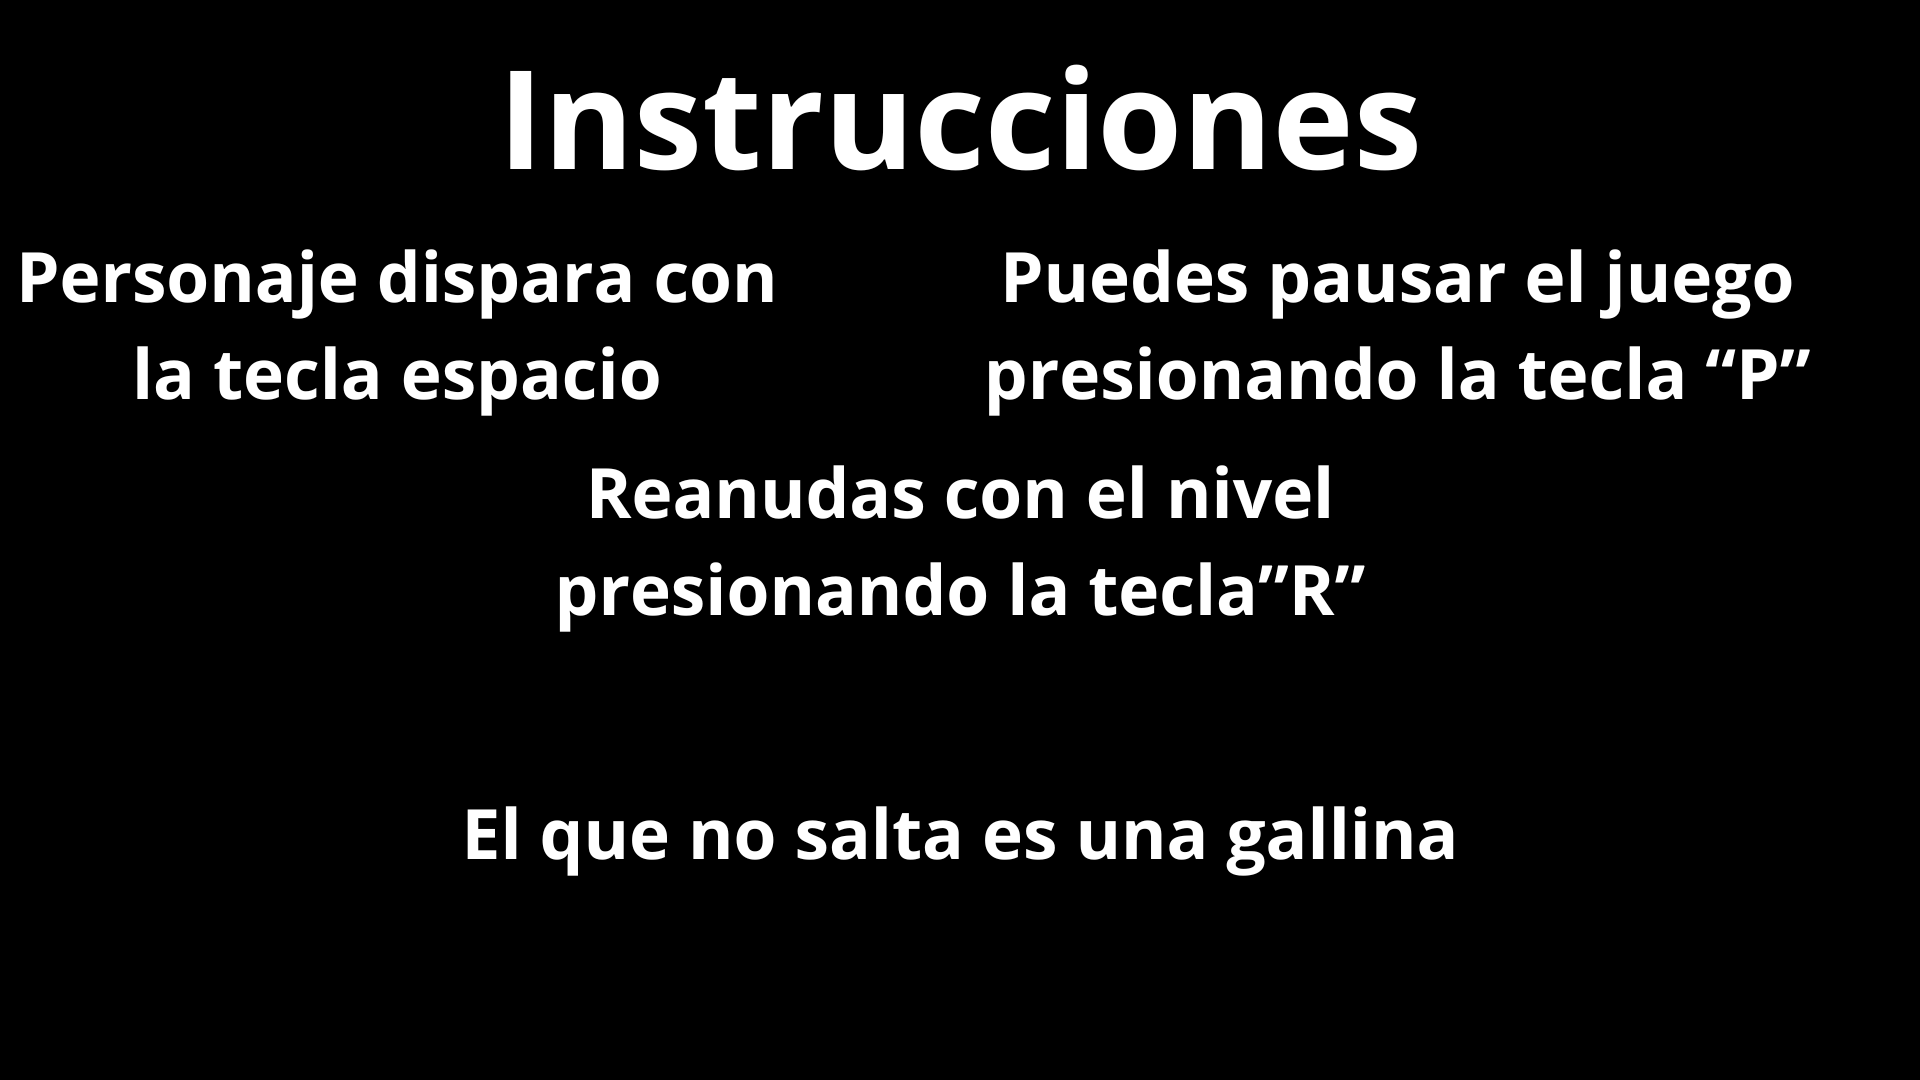 Instrucciones
Personaje dispara con
la tecla espacio
Puedes pausar el juego
presionando la tecla “P”
Reanudas con el nivel
presionando la tecla”R”
El que no salta es una gallina